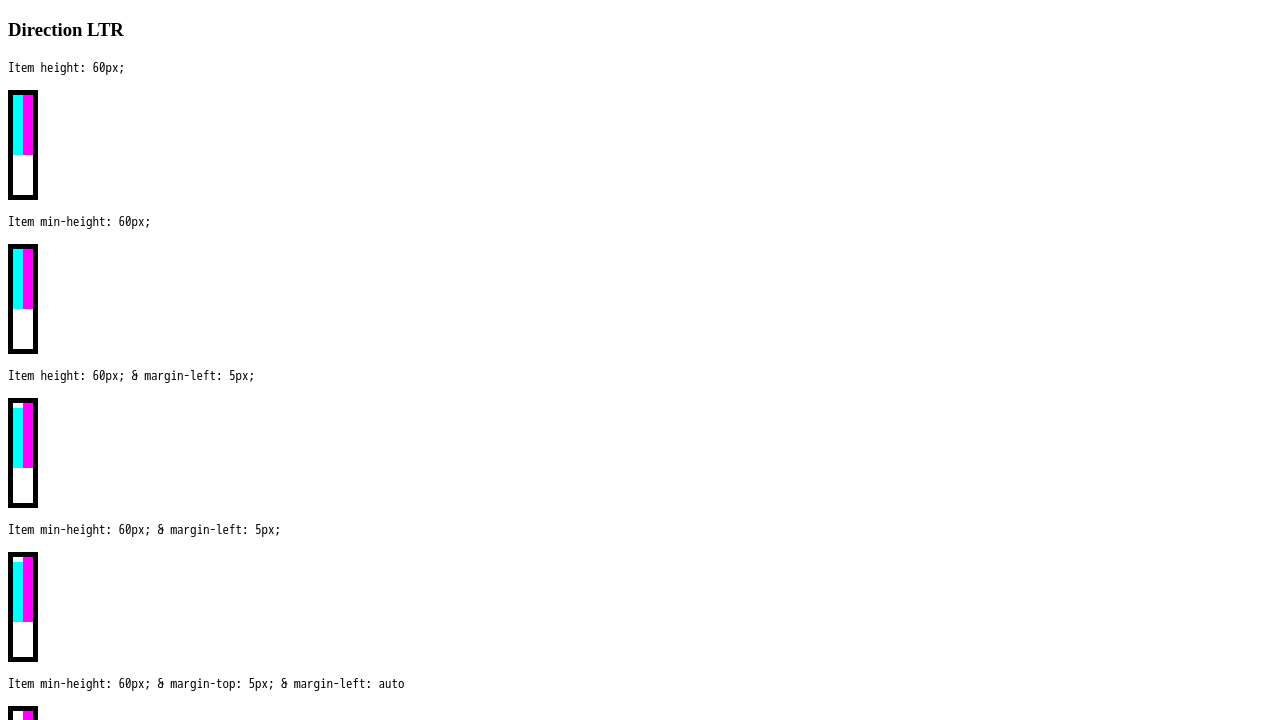 Direction LTR
Item height: 60px;
Item min-height: 60px;
Item height: 60px; & margin-left: 5px;
Item min-height: 60px; & margin-left: 5px;
Item min-height: 60px; & margin-top: 5px; & margin-left: auto